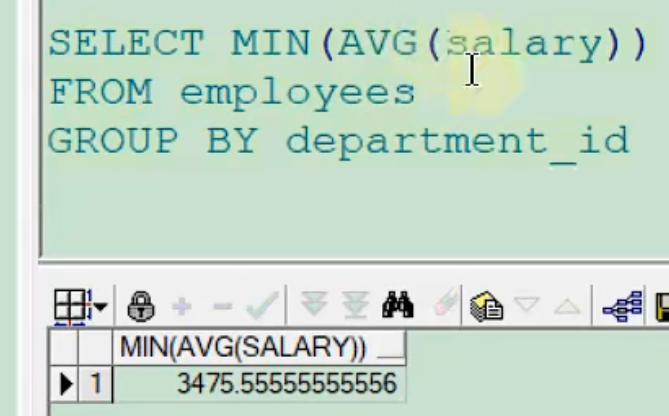 SELECT MIN(AVG(salary))
FROM employees
GROUP BY department_id
MIN(AVG(SALARY))
1 3475.55555555556